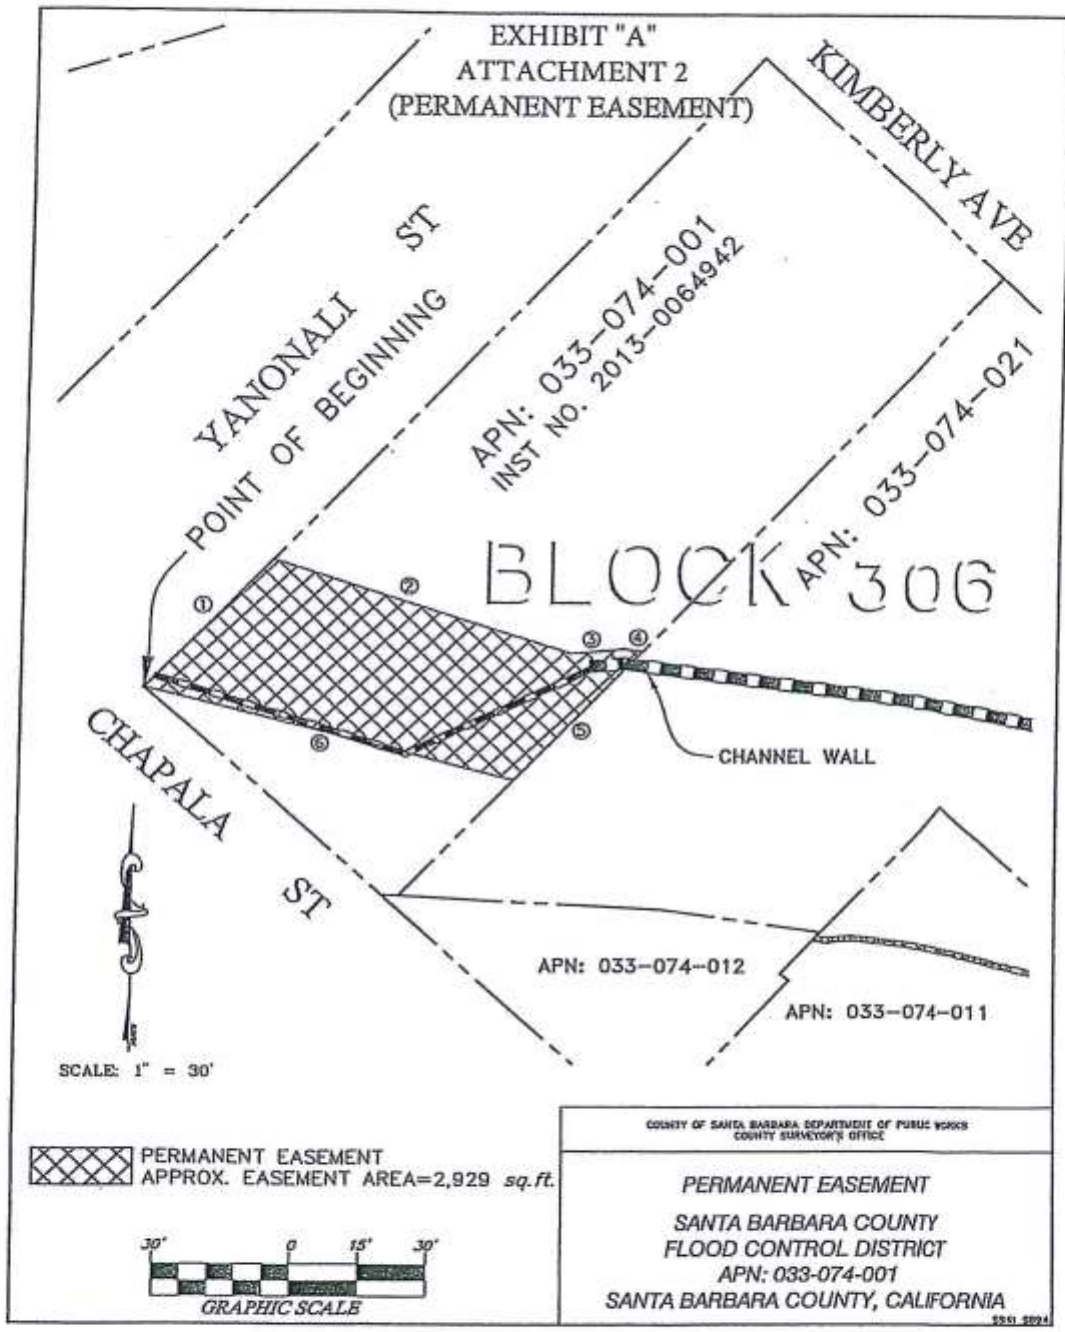 EXHIBIT "A"
ATTACHMENT 2
(PERMANENT EASEMENT)
KIMBERLY AVE
YANONALI ST
POINT OF BEGINNING
APN: 033-074-001
INST NO. 2013-0064942
APN: 033-074-021
BLOCK 306
①
②
③
④
⑤
⑥
CHANNEL WALL
CHAPALA ST
APN: 033-074-012
APN: 033-074-011
SCALE: 1" = 30'
PERMANENT EASEMENT
APPROX. EASEMENT AREA=2,929 sq.ft.
30' 0 15' 30'
GRAPHIC SCALE
COUNTY OF SANTA BARBARA DEPARTMENT OF PUBLIC WORKS
COUNTY SURVEYOR'S OFFICE
PERMANENT EASEMENT
SANTA BARBARA COUNTY
FLOOD CONTROL DISTRICT
APN: 033-074-001
SANTA BARBARA COUNTY, CALIFORNIA